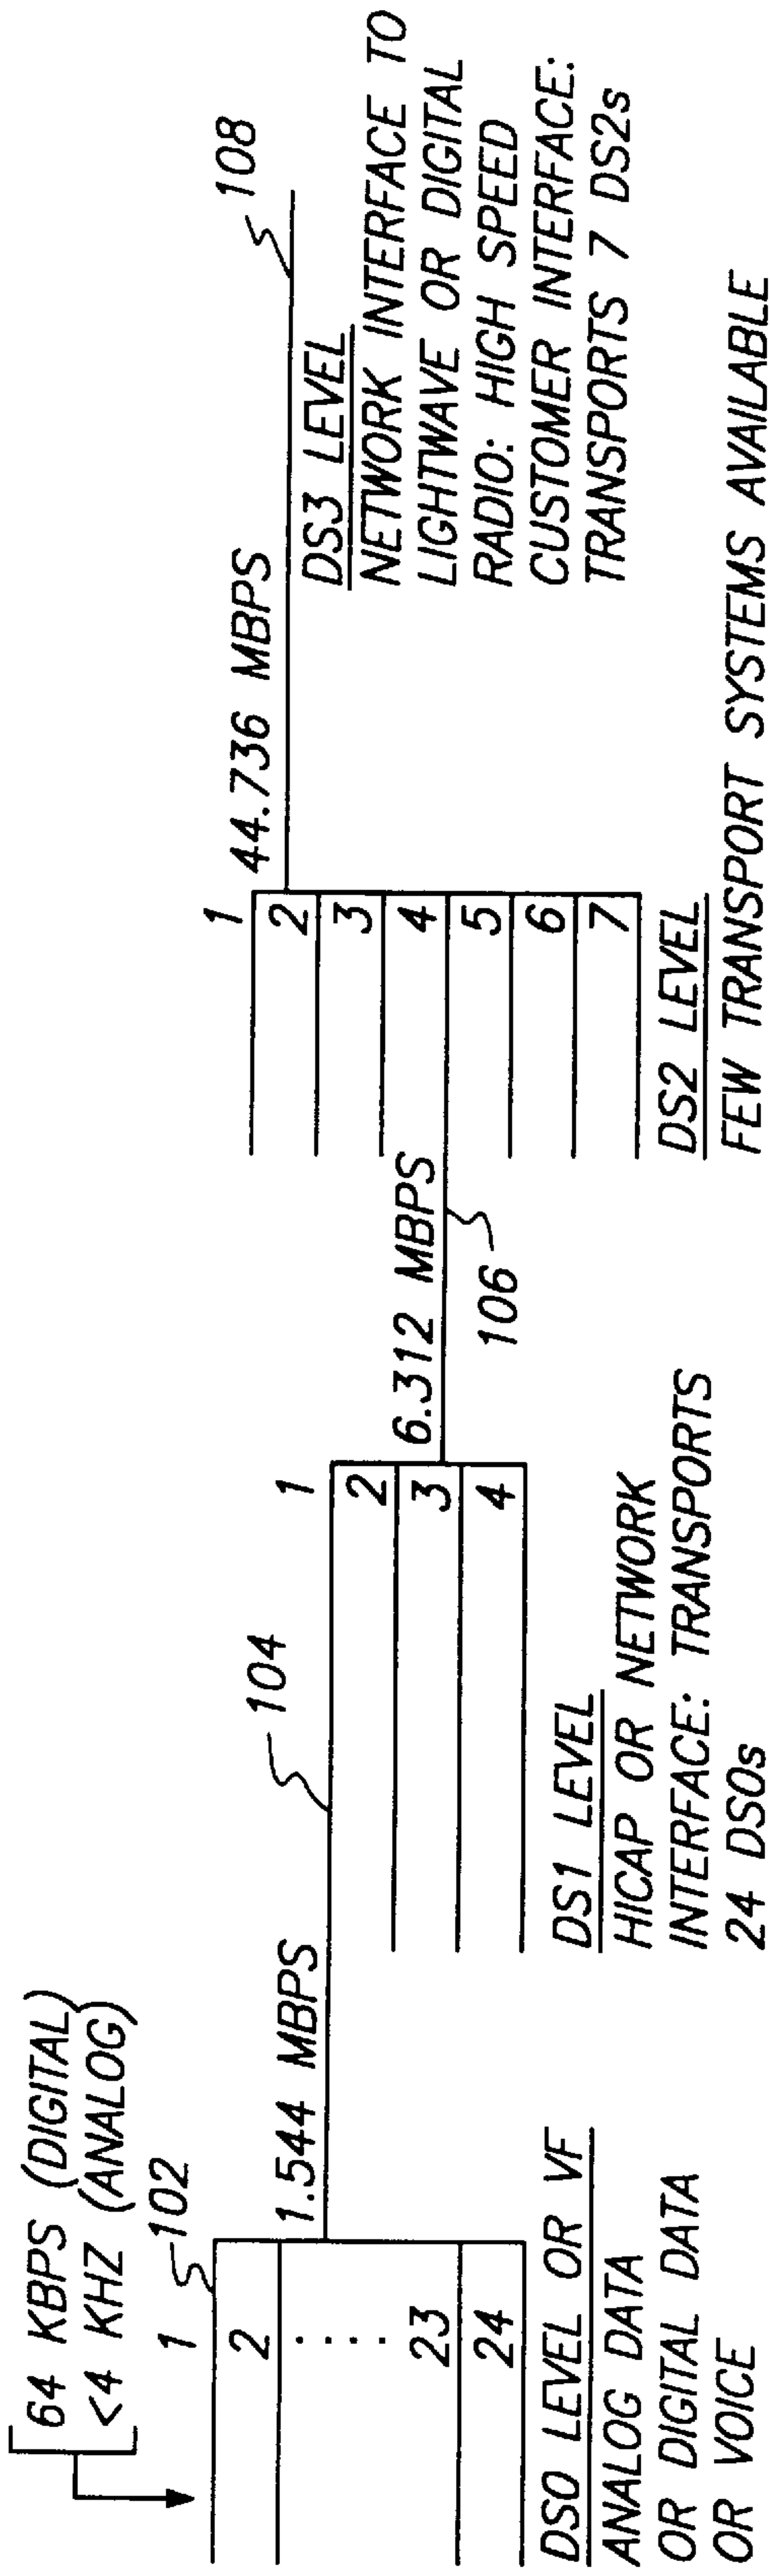 64 KBPS (DIGITAL)
<4 KHZ (ANALOG)
102
1
2
23
24
DS0 LEVEL OR VF
ANALOG DATA
OR DIGITAL DATA
OR VOICE
1.544 MBPS
104
1
2
3
4
DS1 LEVEL
HICAP OR NETWORK
INTERFACE: TRANSPORTS
24 DS0s
6.312 MBPS
106
1
2
3
4
5
6
7
DS2 LEVEL
FEW TRANSPORT SYSTEMS AVAILABLE
44.736 MBPS
108
DS3 LEVEL
NETWORK INTERFACE TO
LIGHTWAVE OR DIGITAL
RADIO: HIGH SPEED
CUSTOMER INTERFACE:
TRANSPORTS 7 DS2s